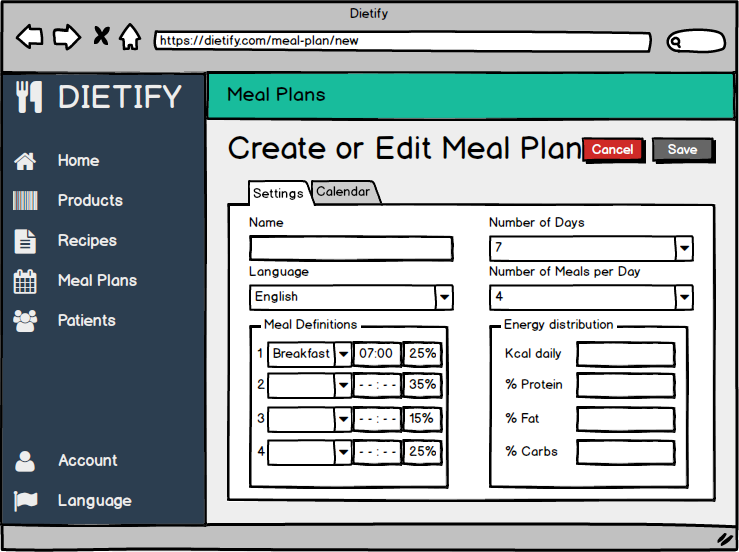 Dietify
https://dietify.com/meal-plan/new
DIETIFY
Home
Products
Recipes
Meal Plans
Patients
Account
Language
Meal Plans
Create or Edit Meal Plan
Cancel
Save
Settings
Calendar
Name
Number of Days
7
Language
Number of Meals per Day
English
4
Meal Definitions
1 Breakfast 07:00 25%
2 --:-- 35%
3 --:-- 15%
4 --:-- 25%
Energy distribution
Kcal daily
% Protein
% Fat
% Carbs